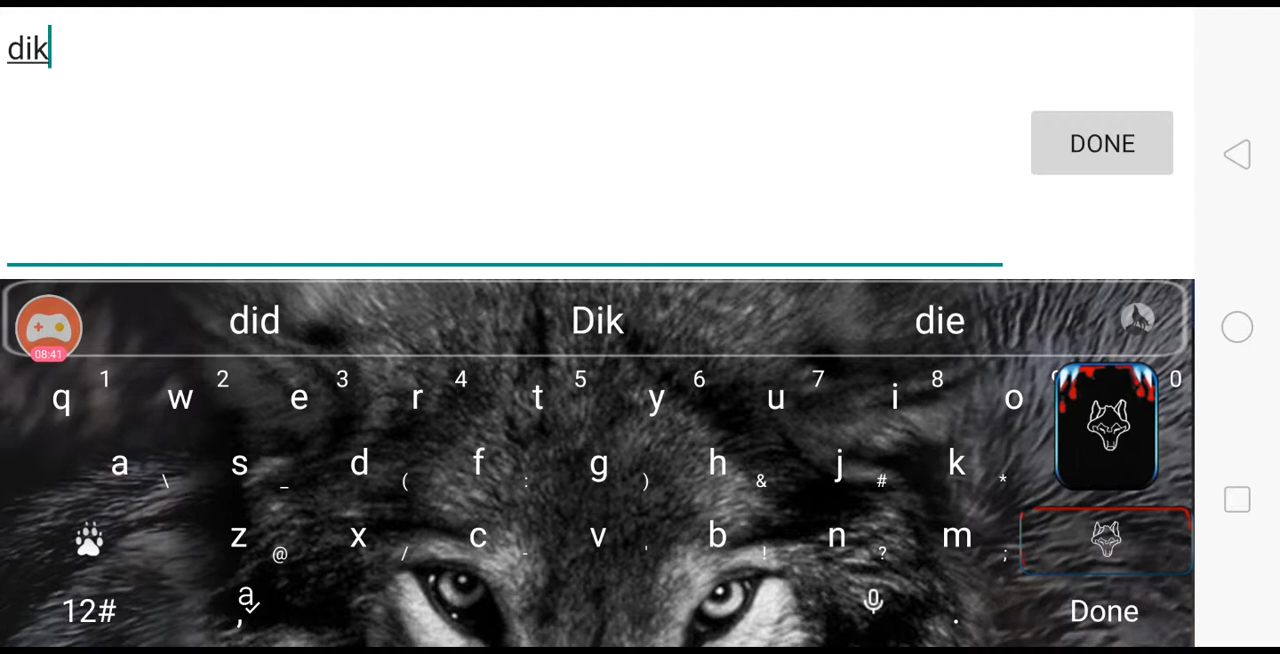 dik
DONE
did Dik die
08:41
1 2 3 4 5 6 7 8 0
q w e r t y u i o
a s d f g h j k
\ _ ( : ) & # *
z x c v b n m
@ / - ' ! ? ;
12# a , . Done